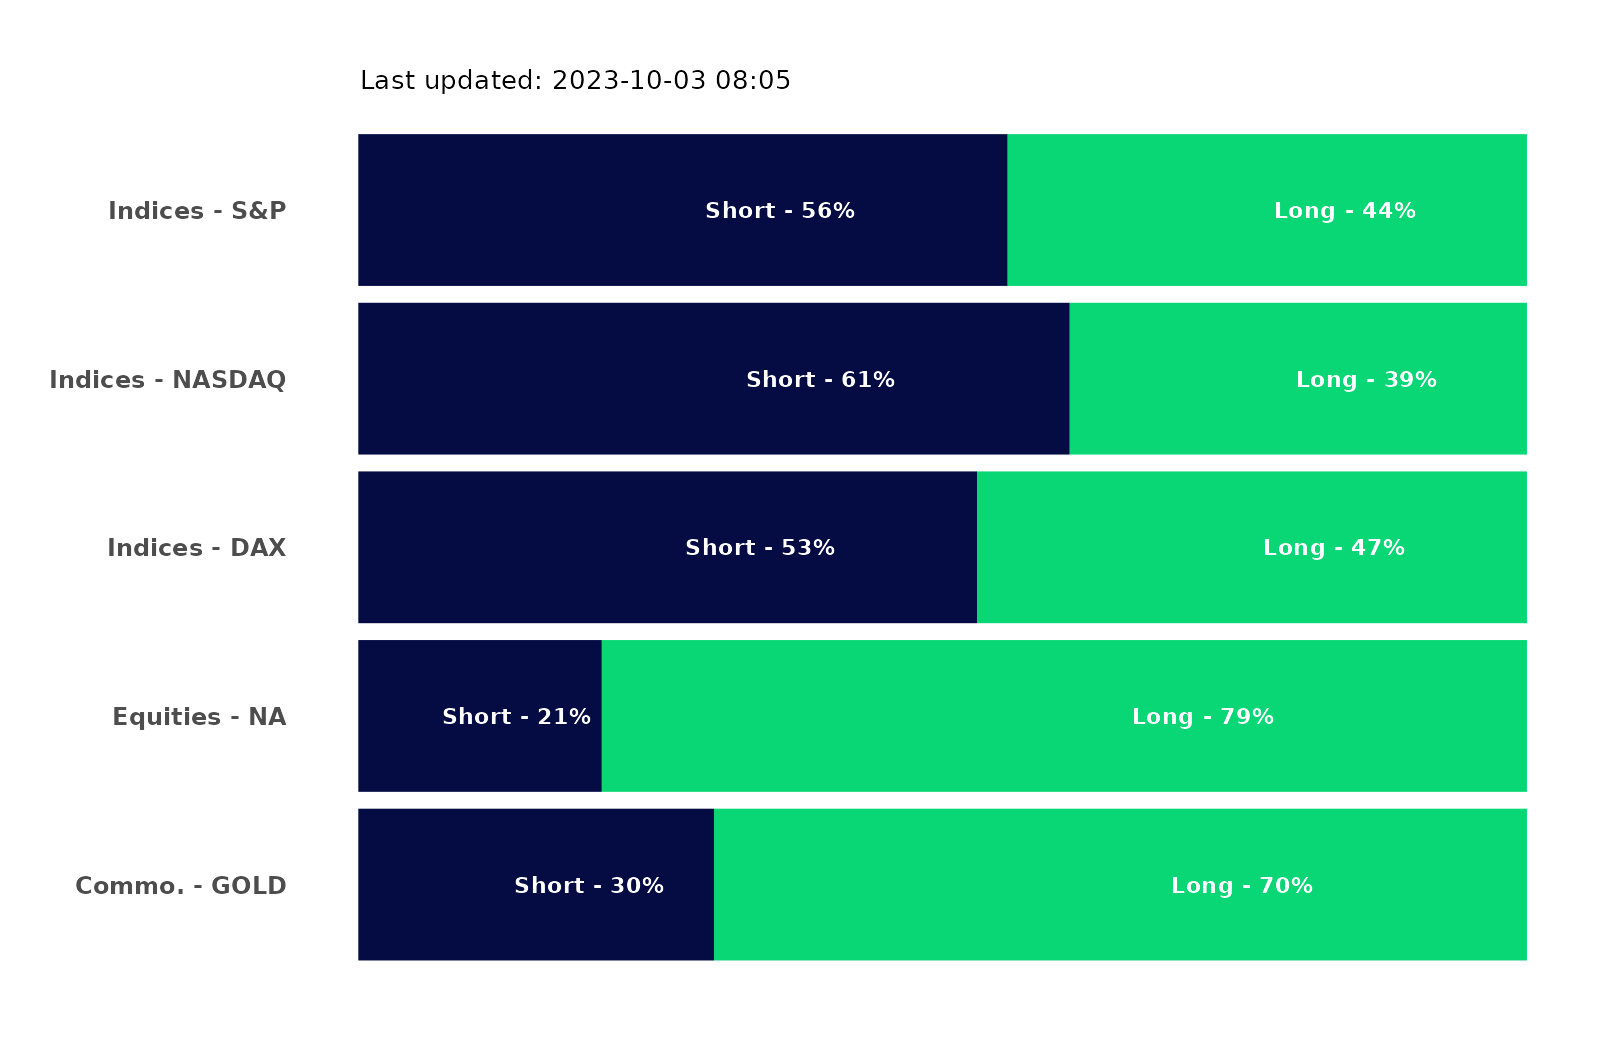 Last updated: 2023-10-03 08:05
Indices - S&P Short - 56% Long - 44%
Indices - NASDAQ Short - 61% Long - 39%
Indices - DAX Short - 53% Long - 47%
Equities - NA Short - 21% Long - 79%
Commo. - GOLD Short - 30% Long - 70%